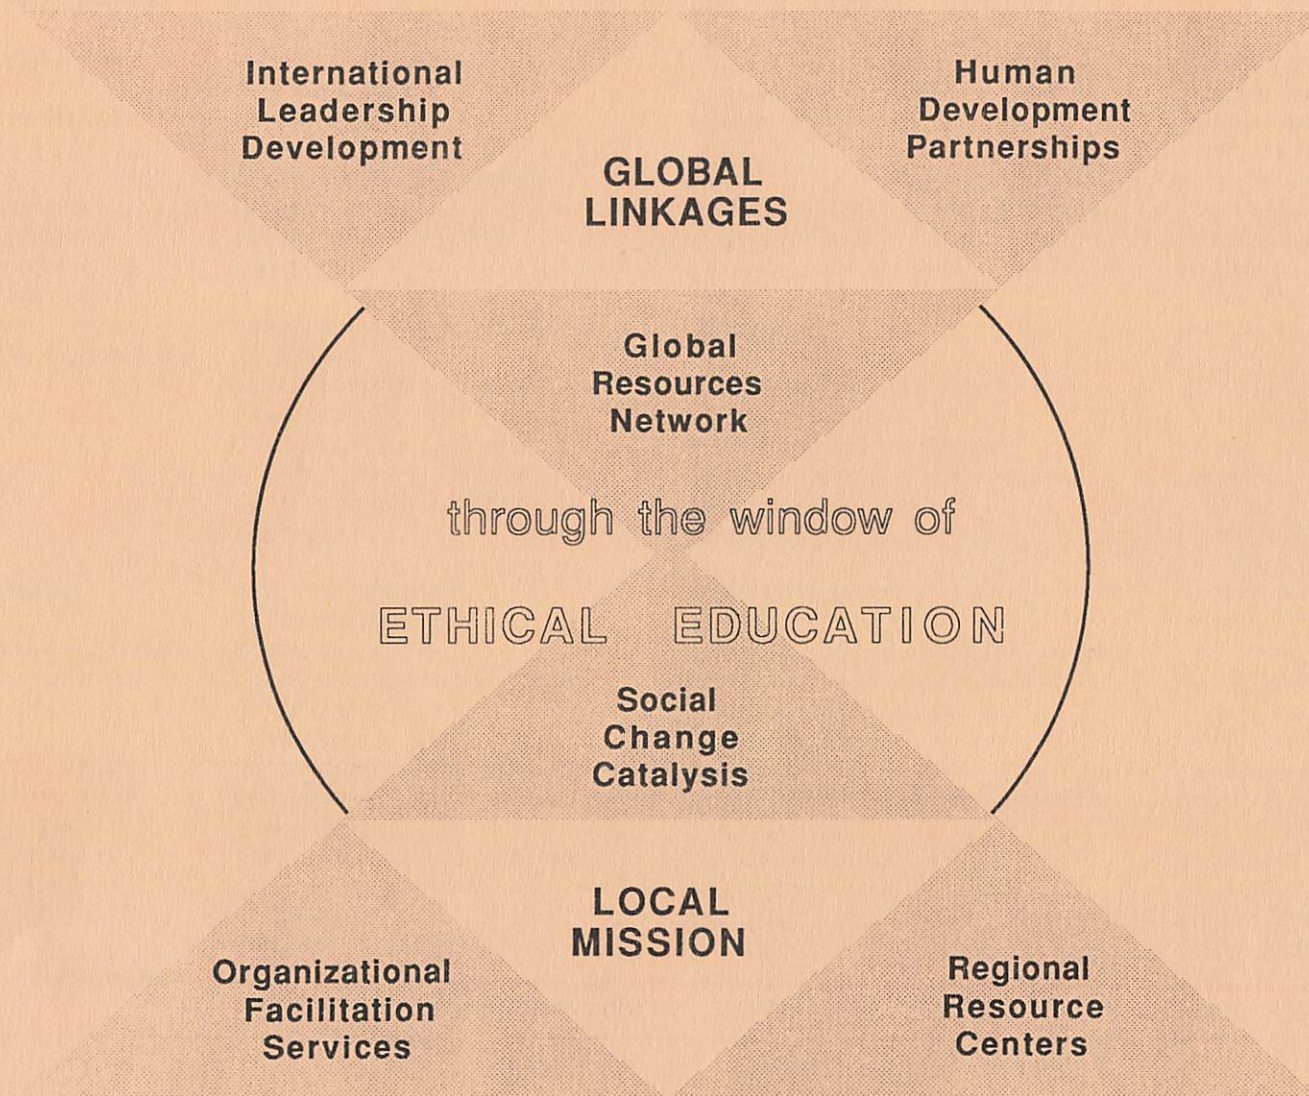 International
Leadership
Development
Human
Development
Partnerships
GLOBAL
LINKAGES
Global
Resources
Network
through the window of
ETHICAL EDUCATION
Social
Change
Catalysis
LOCAL
MISSION
Organizational
Facilitation
Services
Regional
Resource
Centers